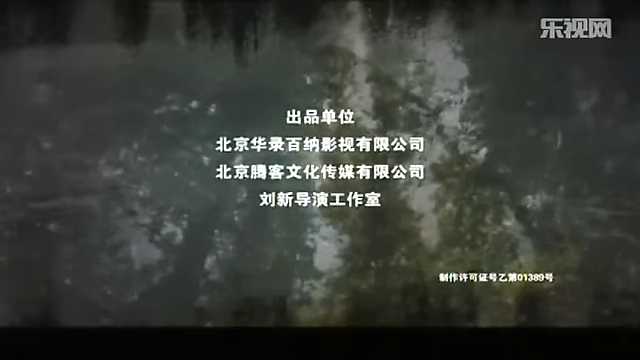 乐视网
出品单位
北京华录百纳影视有限公司
北京腾客文化传媒有限公司
刘新导演工作室
制作许可证号乙第01389号